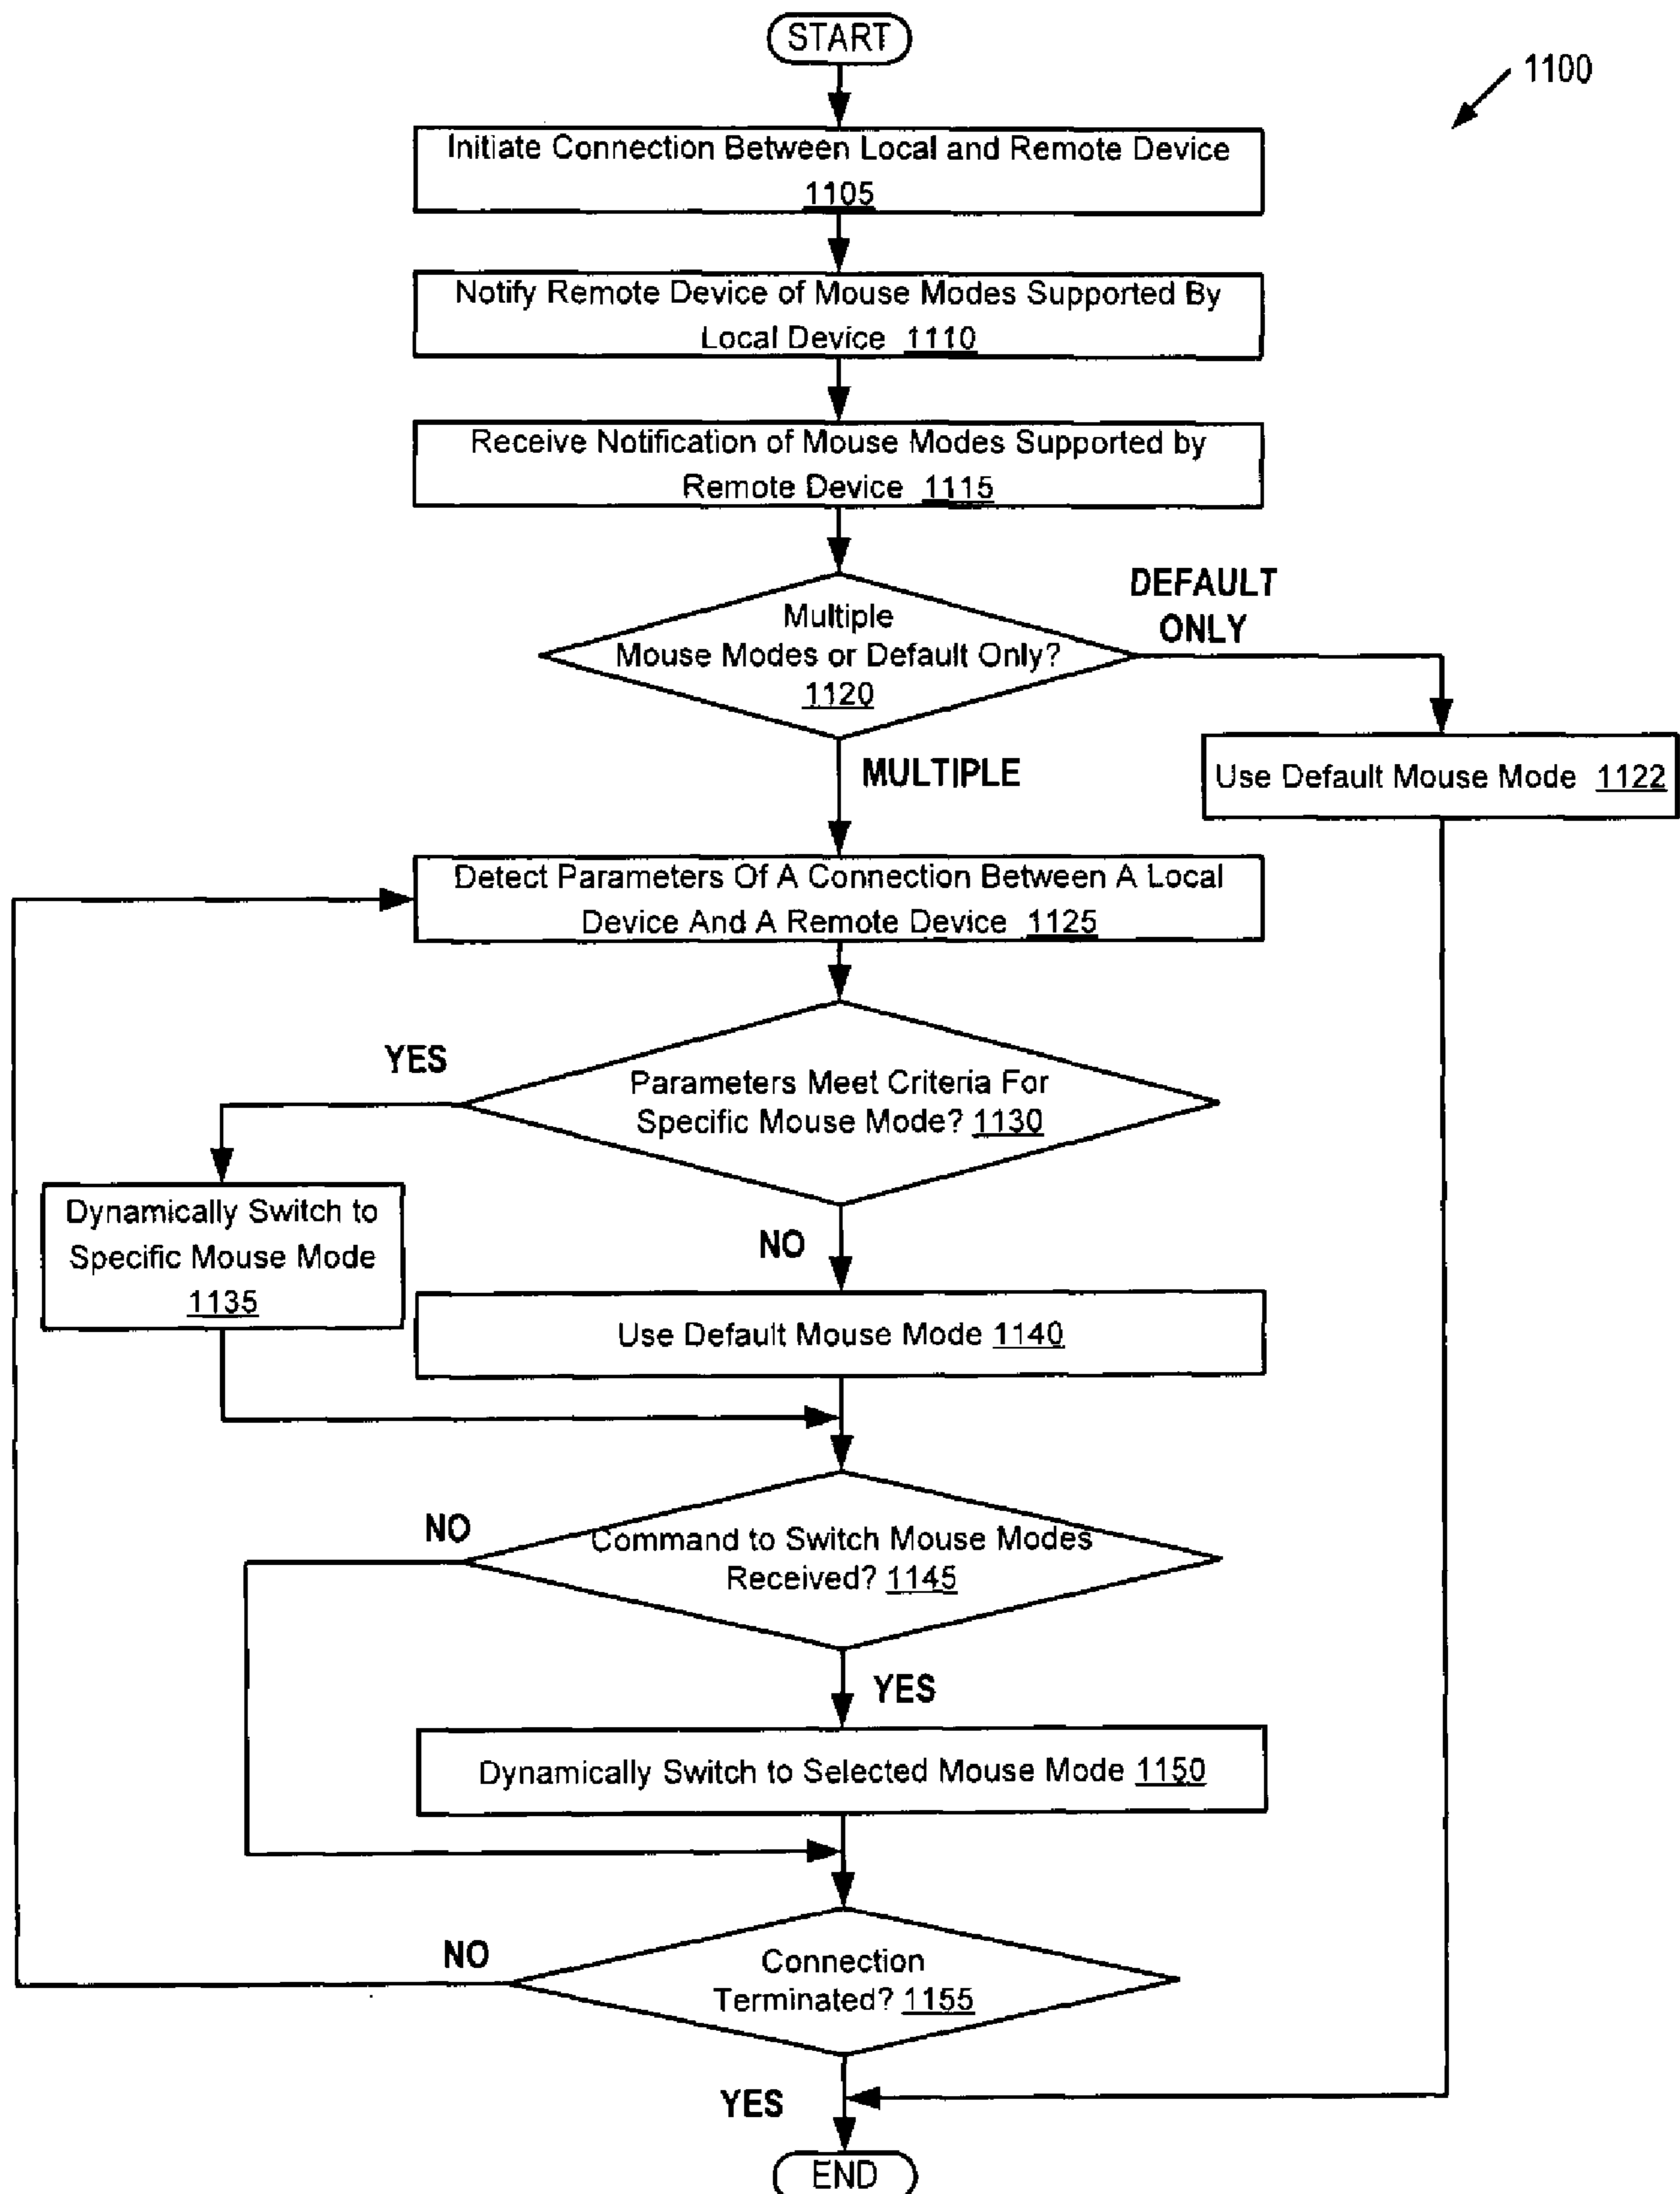 START
1100
Initiate Connection Between Local and Remote Device
1105
Notify Remote Device of Mouse Modes Supported By
Local Device 1110
Receive Notification of Mouse Modes Supported by
Remote Device 1115
DEFAULT
ONLY
Multiple
Mouse Modes or Default Only?
1120
MULTIPLE
Use Default Mouse Mode 1122
Detect Parameters Of A Connection Between A Local
Device And A Remote Device 1125
YES
Parameters Meet Criteria For
Specific Mouse Mode? 1130
Dynamically Switch to
Specific Mouse Mode
1135
NO
Use Default Mouse Mode 1140
NO
Command to Switch Mouse Modes
Received? 1145
YES
Dynamically Switch to Selected Mouse Mode 1150
NO
Connection
Terminated? 1155
YES
END